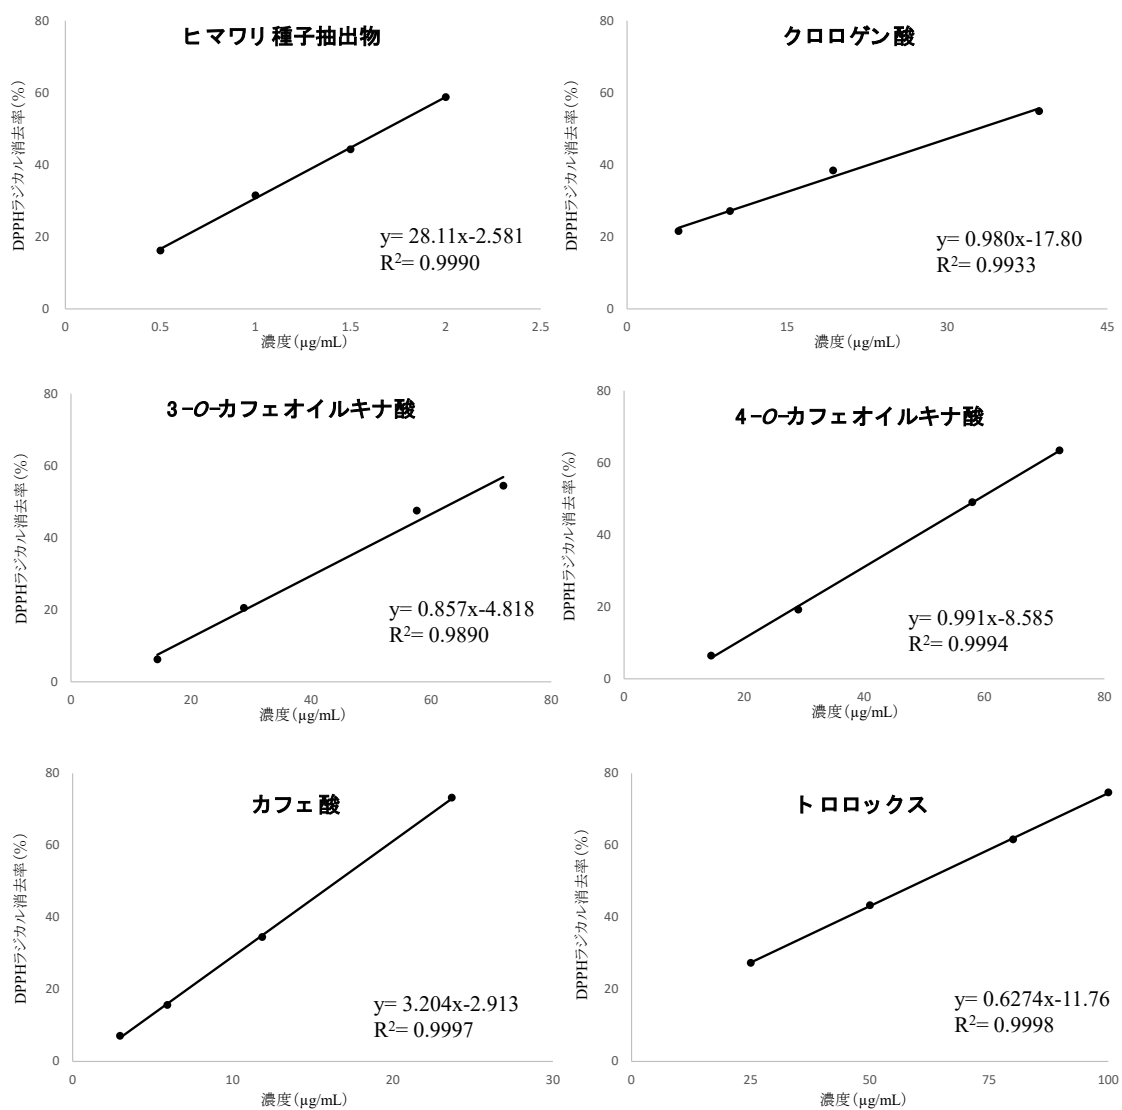 ヒマワリ種子抽出物
80
60
40
20
0
DPPHラジカル消去率(%)
y= 28.11x-2.581
R²= 0.9990
0 0.5 1 1.5 2 2.5
濃度(μg/mL)
クロロゲン酸
80
60
40
20
0
DPPHラジカル消去率(%)
y= 0.980x-17.80
R²= 0.9933
0 15 30 45
濃度(μg/mL)
3-O-カフェオイルキナ酸
80
60
40
20
0
DPPHラジカル消去率(%)
y= 0.857x-4.818
R²= 0.9890
0 20 40 60 80
濃度(μg/mL)
4-O-カフェオイルキナ酸
80
60
40
20
0
DPPHラジカル消去率(%)
y= 0.991x-8.585
R²= 0.9994
0 20 40 60 80
濃度(μg/mL)
カフェ酸
80
60
40
20
0
DPPHラジカル消去率(%)
y= 3.204x-2.913
R²= 0.9997
0 10 20 30
濃度(μg/mL)
トロロックス
80
60
40
20
0
DPPHラジカル消去率(%)
y= 0.6274x-11.76
R²= 0.9998
0 25 50 75 100
濃度(μg/mL)